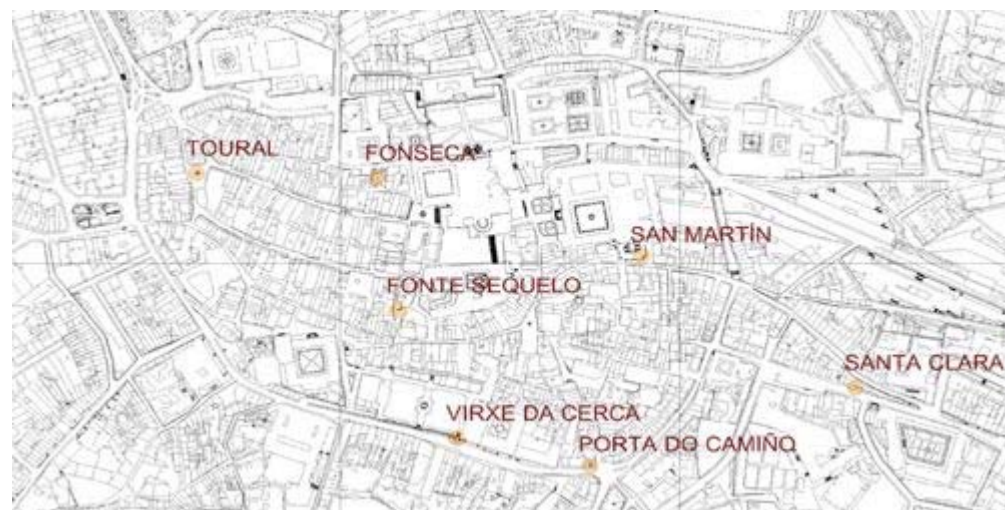 TOURAL
FONSECA
SAN MARTÍN
FONTE SEQUELO
SANTA CLARA
VIRXE DA CERCA
PORTA DO CAMIÑO